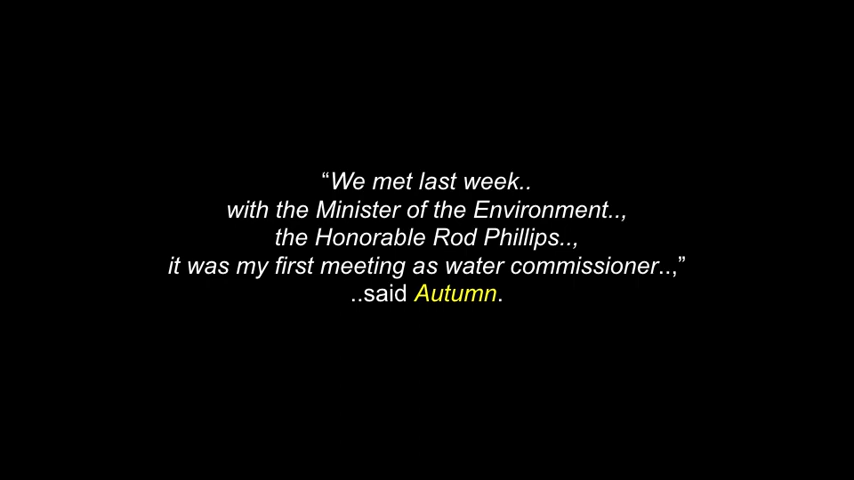 “We met last week..
with the Minister of the Environment..,
the Honorable Rod Phillips..,
it was my first meeting as water commissioner..,”
..said Autumn.